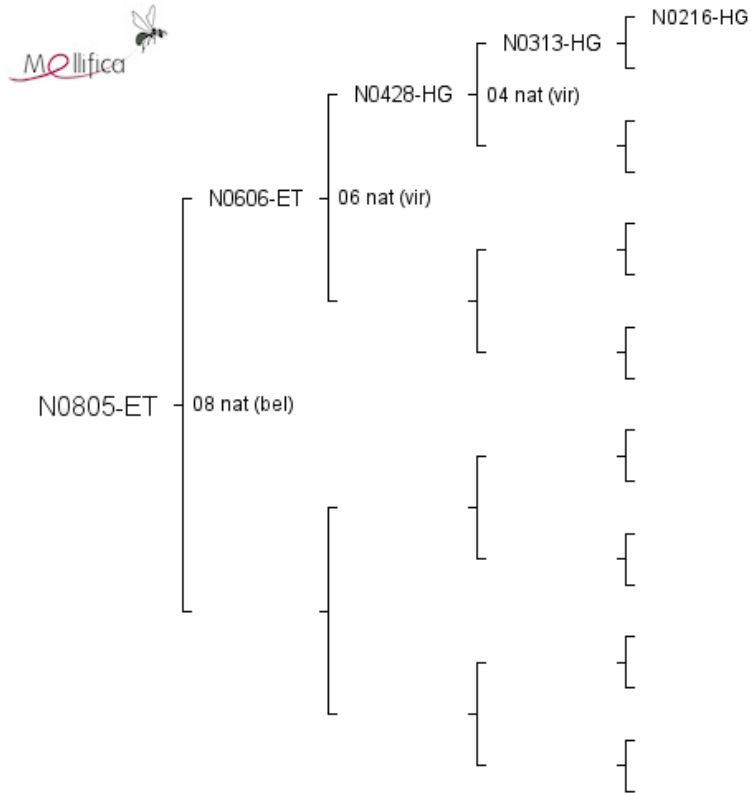 Mellifica
N0216-HG
N0313-HG
N0428-HG
04 nat (vir)
N0606-ET
06 nat (vir)
N0805-ET
08 nat (bel)